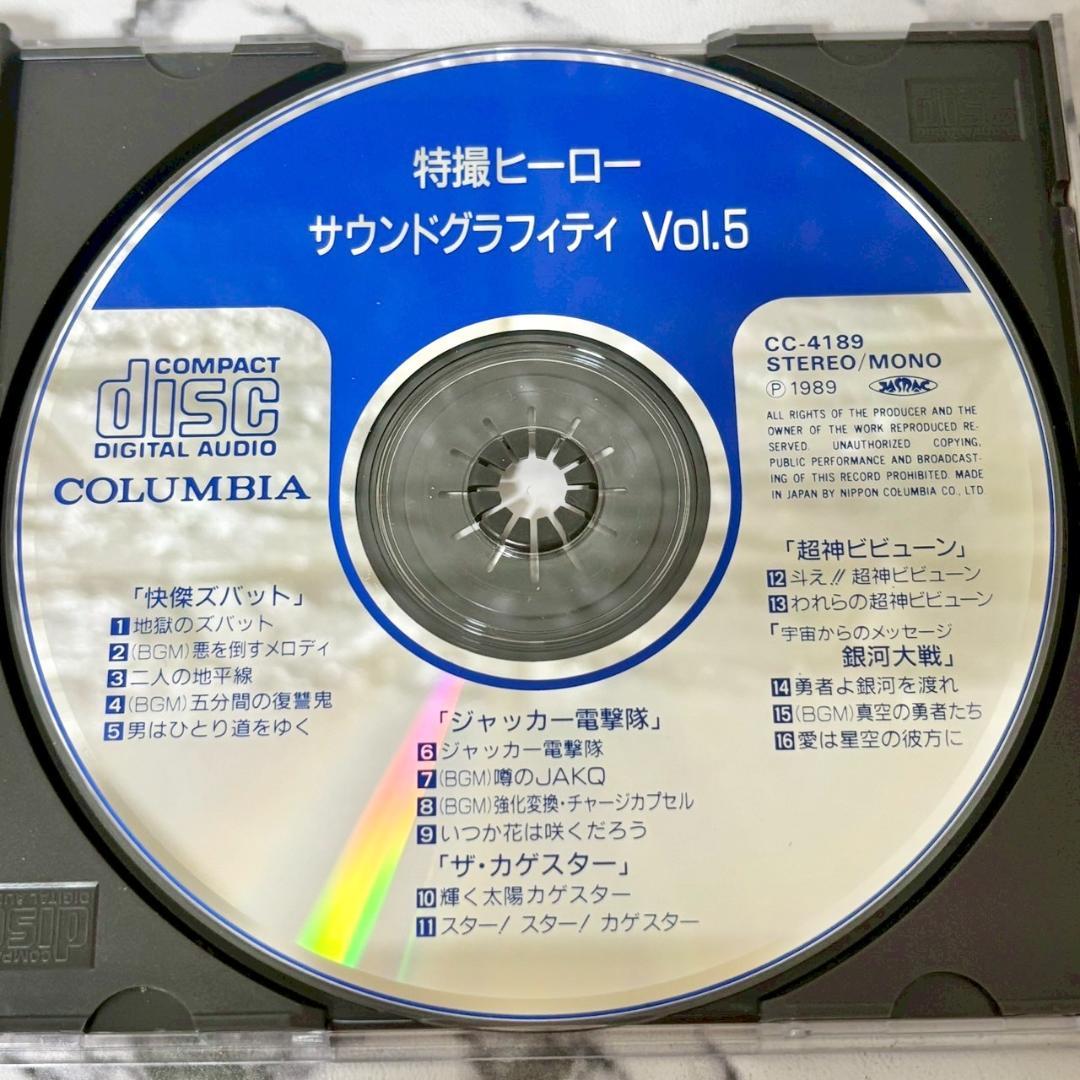 特撮ヒーロー
サウンドグラフィティ Vol.5
COMPACT
disc
DIGITAL AUDIO
COLUMBIA
CC-4189
STEREO/MONO
Ⓟ 1989 JASRAC
ALL RIGHTS OF THE PRODUCER AND THE
OWNER OF THE WORK REPRODUCED RE-
SERVED. UNAUTHORIZED COPYING,
PUBLIC PERFORMANCE AND BROADCAST-
ING OF THIS RECORD PROHIBITED. MADE
IN JAPAN BY NIPPON COLUMBIA CO., LTD.
「快傑ズバット」
1 地獄のズバット
2 (BGM)悪を倒すメロディ
3 二人の地平線
4 (BGM)五分間の復讐鬼
5 男はひとり道をゆく
「ジャッカー電撃隊」
6 ジャッカー電撃隊
7 (BGM)噂のJAKQ
8 (BGM)強化変換・チャージカプセル
9 いつか花は咲くだろう
「ザ・カゲスター」
10 輝く太陽カゲスター
11 スター! スター! カゲスター
「超神ビビューン」
12 斗え!! 超神ビビューン
13 われらの超神ビビューン
「宇宙からのメッセージ
銀河大戦」
14 勇者よ銀河を渡れ
15 (BGM)真空の勇者たち
16 愛は星空の彼方に
disc